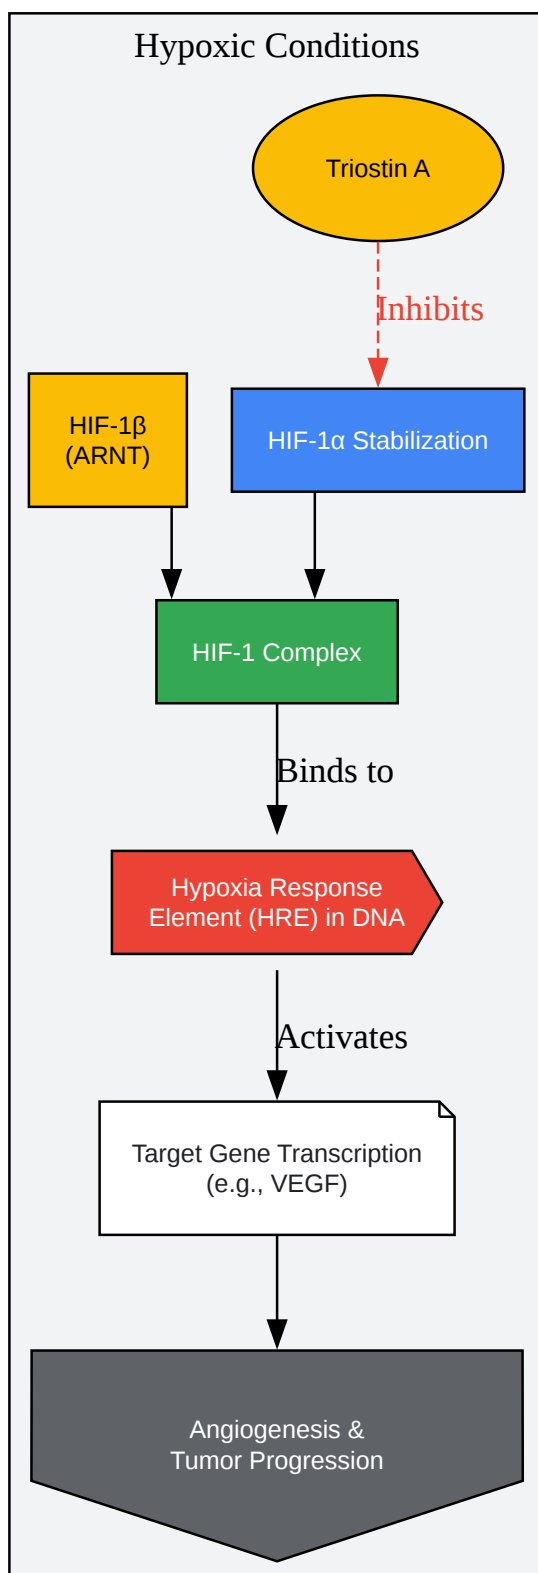 Hypoxic Conditions
Triostin A
Inhibits
HIF-1β
(ARNT)
HIF-1α Stabilization
HIF-1 Complex
Binds to
Hypoxia Response
Element (HRE) in DNA
Activates
Target Gene Transcription
(e.g., VEGF)
Angiogenesis &
Tumor Progression